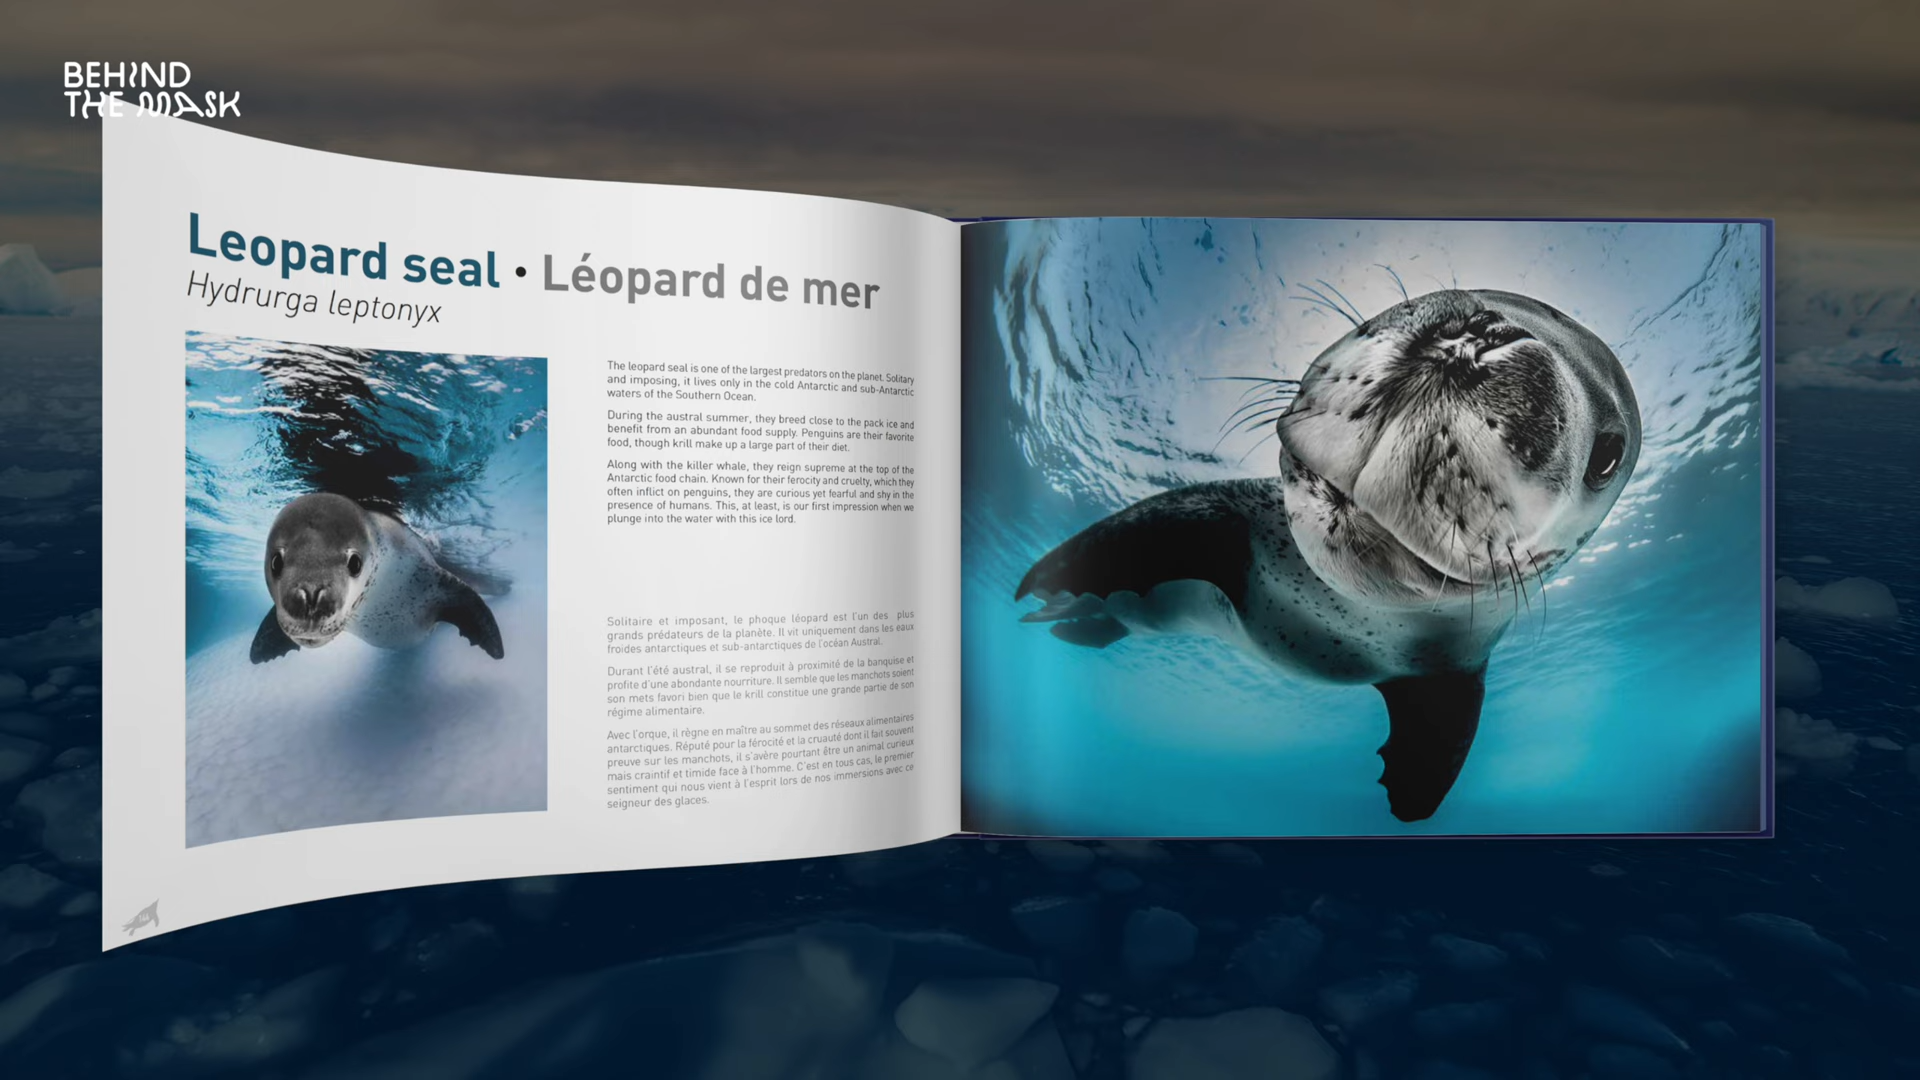 BEHIND
THE MASK
Leopard seal • Léopard de mer
Hydrurga leptonyx
The leopard seal is one of the largest predators on the planet. Solitary
and imposing, it lives only in the cold Antarctic and sub-Antarctic
waters of the Southern Ocean.
During the austral summer, they breed close to the pack ice and
benefit from an abundant food supply. Penguins are their favorite
food, though krill make up a large part of their diet.
Along with the killer whale, they reign supreme at the top of the
Antarctic food chain. Known for their ferocity and cruelty, which they
often inflict on penguins, they are curious yet fearful and shy in the
presence of humans. This, at least, is our first impression when we
plunge into the water with this ice lord.
Solitaire et imposant, le phoque léopard est l'un des plus
grands prédateurs de la planète. Il vit uniquement dans les eaux
froides antarctiques et sub-antarctiques de l'océan Austral.
Durant l'été austral, il se reproduit à proximité de la banquise et
profite d'une abondante nourriture. Il semble que les manchots soient
son mets favori bien que le krill constitue une grande partie de son
régime alimentaire.
Avec l'orque, il règne en maître au sommet des réseaux alimentaires
antarctiques. Réputé pour la férocité et la cruauté dont il fait souvent
preuve sur les manchots, il s'avère pourtant être un animal curieux
mais craintif et timide face à l'homme. C'est en tous cas, le premier
sentiment qui nous vient à l'esprit lors de nos immersions avec ce
seigneur des glaces.